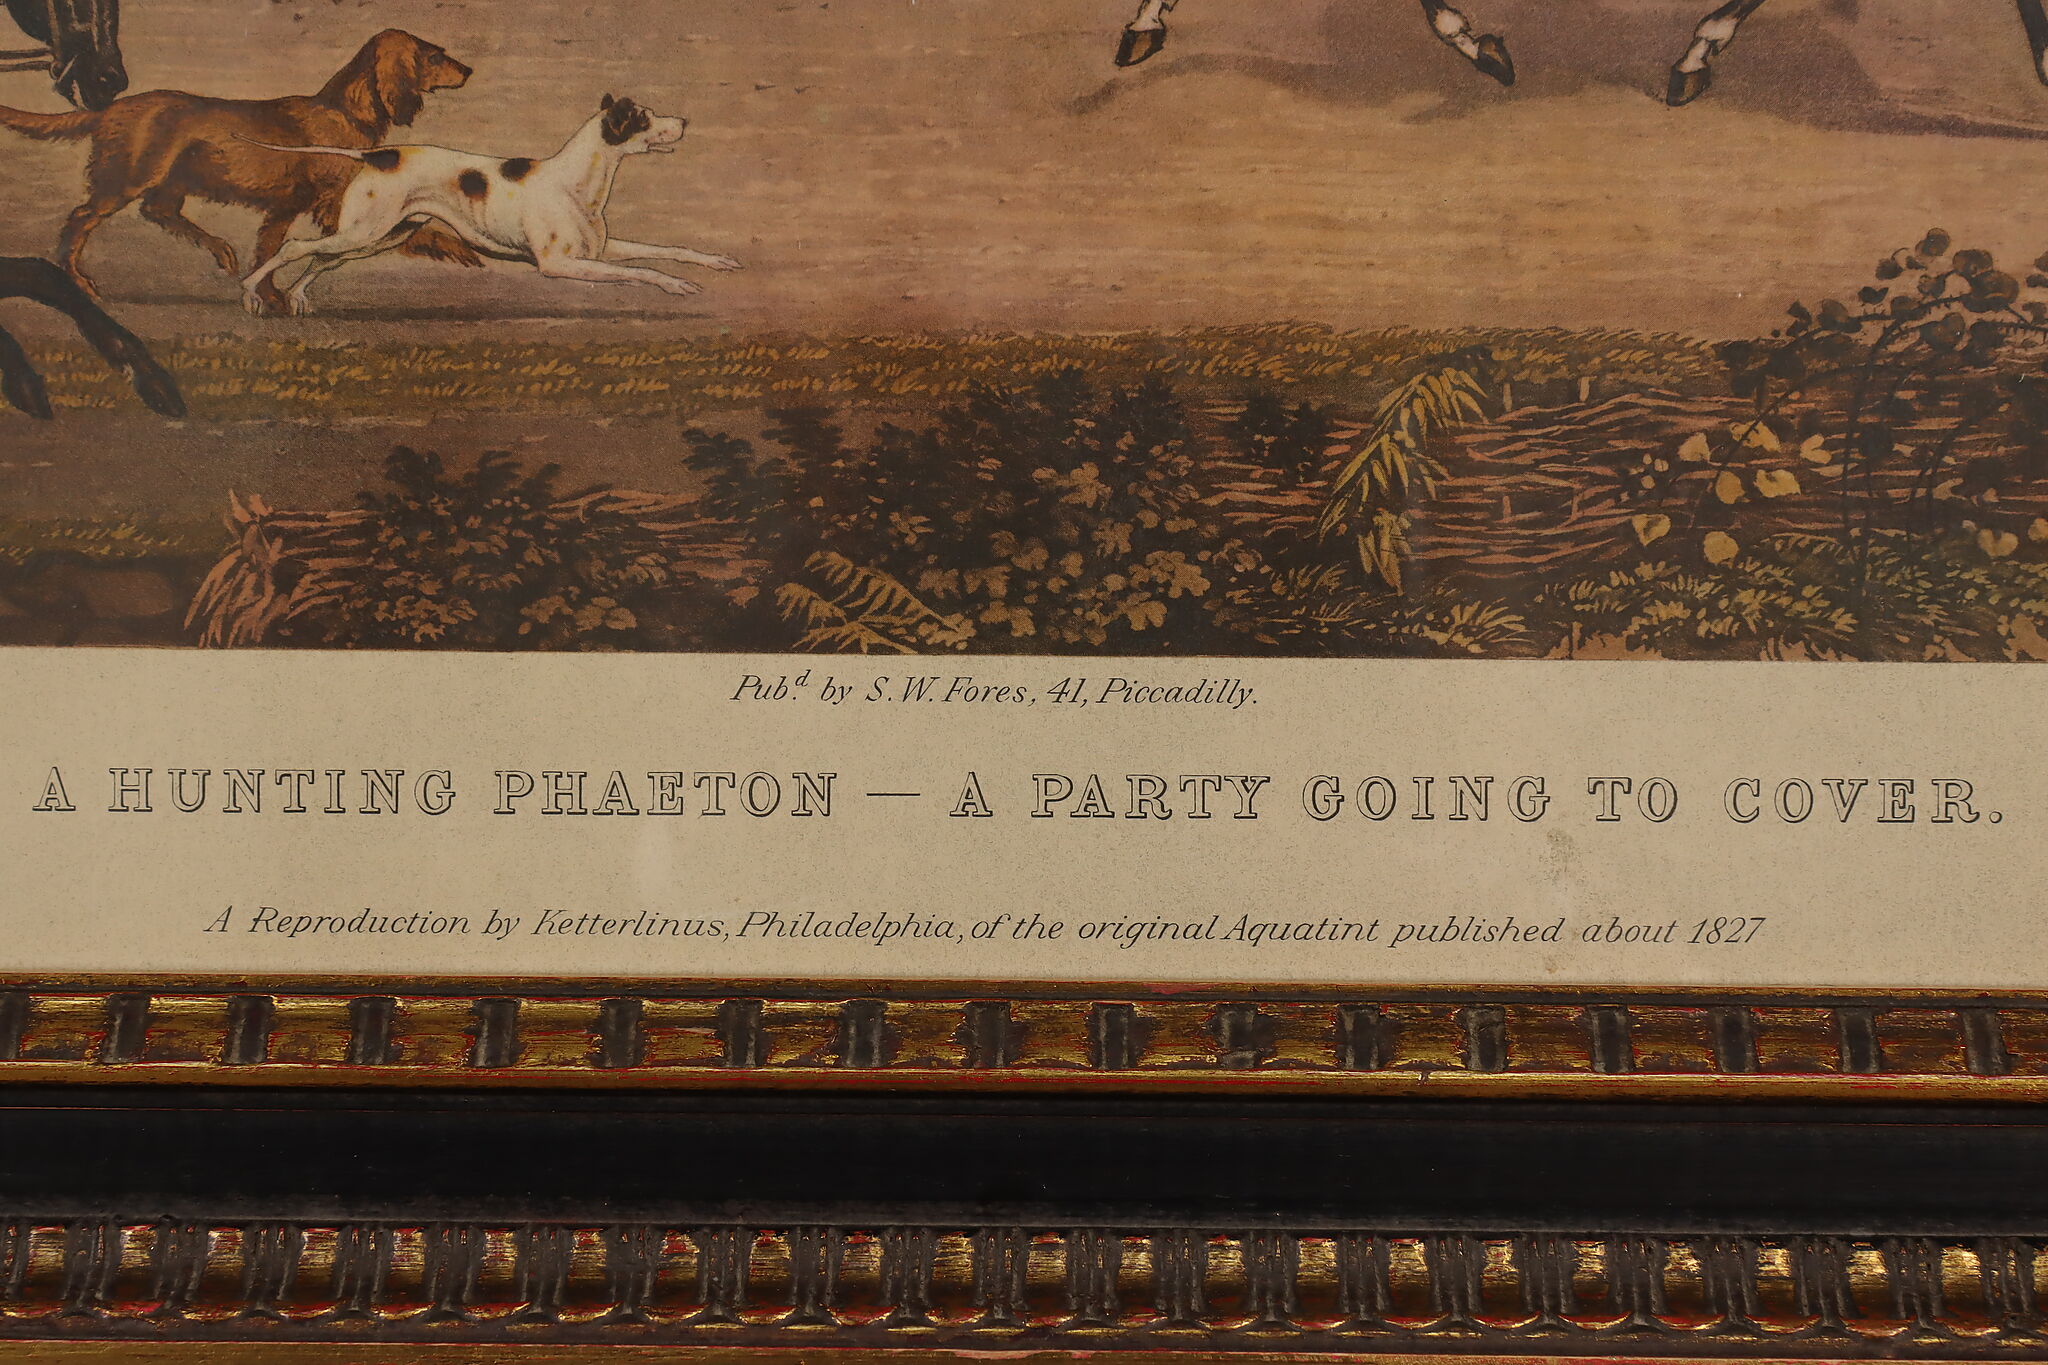 Pub.d by S. W. Fores, 41, Piccadilly.
A HUNTING PHAETON — A PARTY GOING TO COVER.
A Reproduction by Ketterlinus, Philadelphia, of the original Aquatint published about 1827